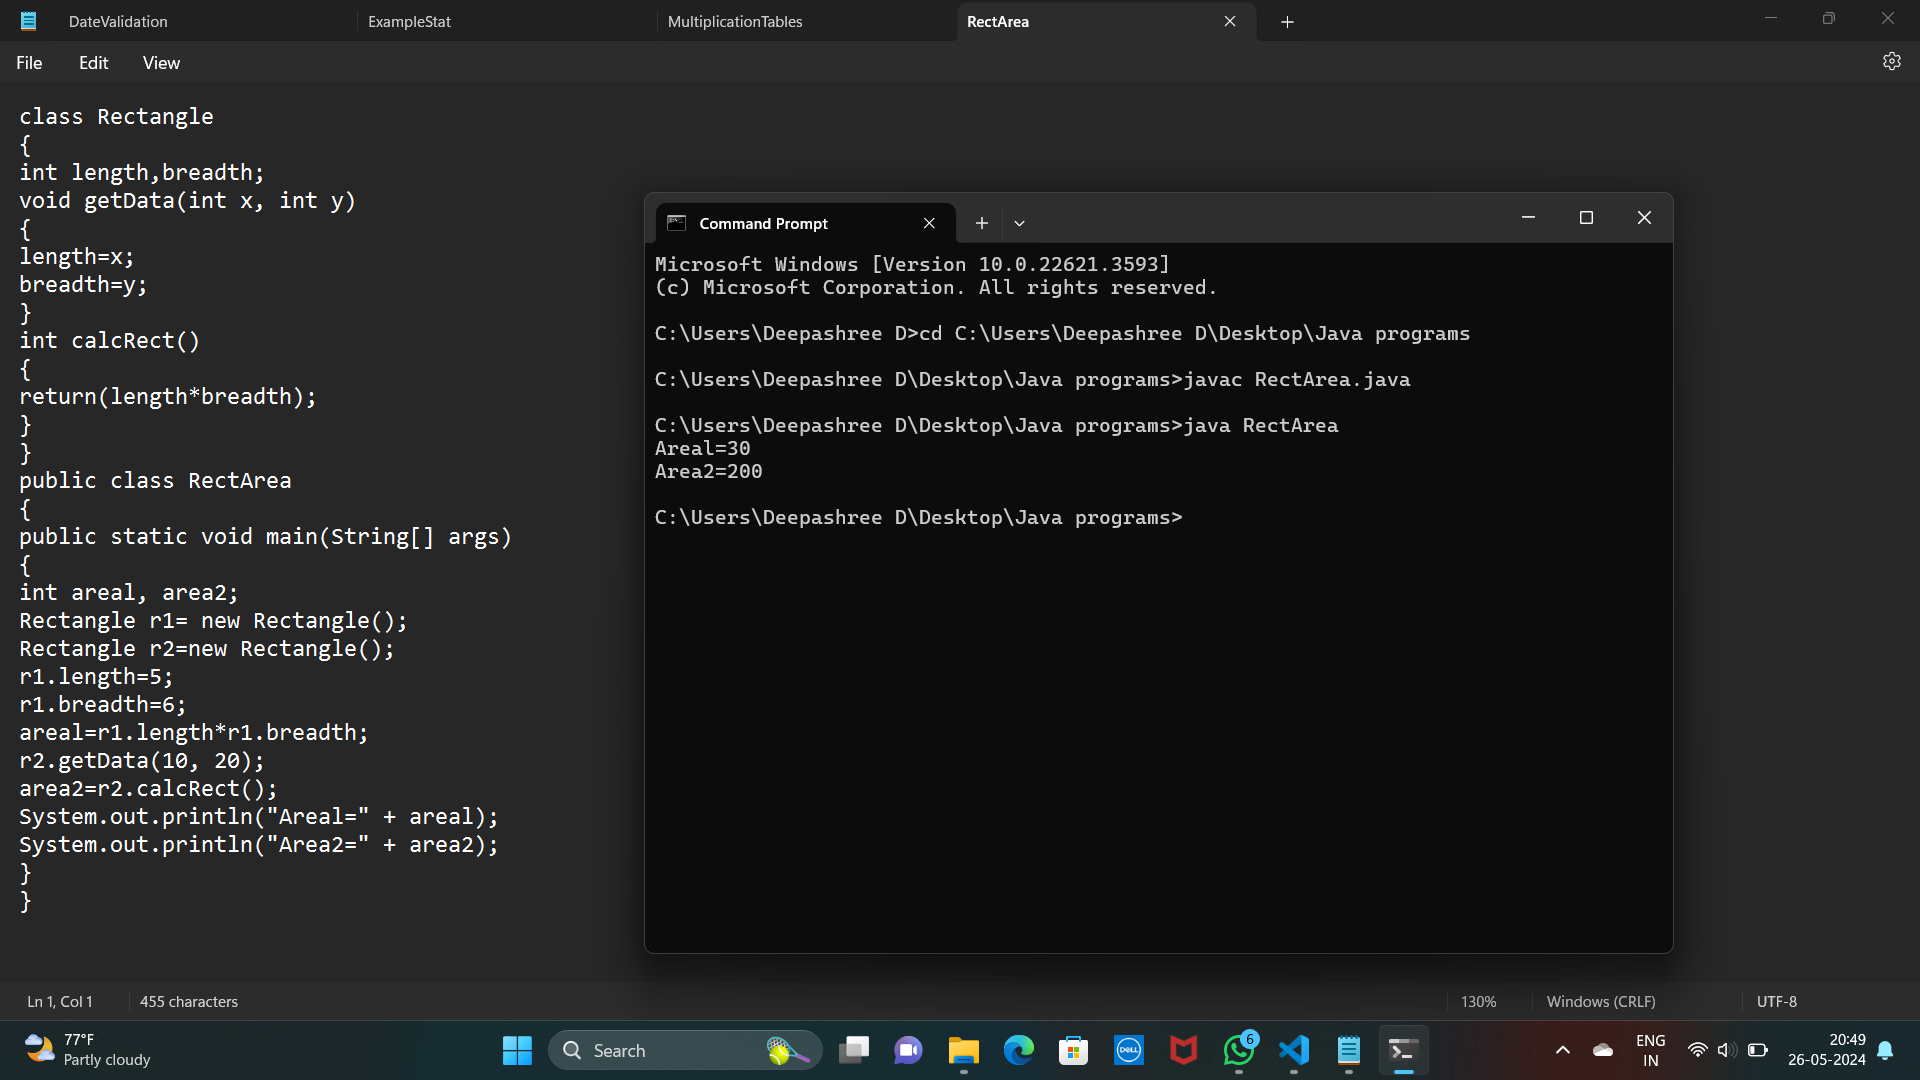 DateValidation
ExampleStat
MultiplicationTables
RectArea
File Edit View
class Rectangle
{
int length,breadth;
void getData(int x, int y)
{
length=x;
breadth=y;
}
int calcRect()
{
return(length*breadth);
}
}
public class RectArea
{
public static void main(String[] args)
{
int areal, area2;
Rectangle r1= new Rectangle();
Rectangle r2=new Rectangle();
r1.length=5;
r1.breadth=6;
areal=r1.length*r1.breadth;
r2.getData(10, 20);
area2=r2.calcRect();
System.out.println("Areal=" + areal);
System.out.println("Area2=" + area2);
}
}
Command Prompt
Microsoft Windows [Version 10.0.22621.3593]
(c) Microsoft Corporation. All rights reserved.
C:\Users\Deepashree D>cd C:\Users\Deepashree D\Desktop\Java programs
C:\Users\Deepashree D\Desktop\Java programs>javac RectArea.java
C:\Users\Deepashree D\Desktop\Java programs>java RectArea
Areal=30
Area2=200
C:\Users\Deepashree D\Desktop\Java programs>
Ln 1, Col 1
455 characters
130%
Windows (CRLF)
UTF-8
77°F
Partly cloudy
Search
DELL
6
ENG
IN
20:49
26-05-2024